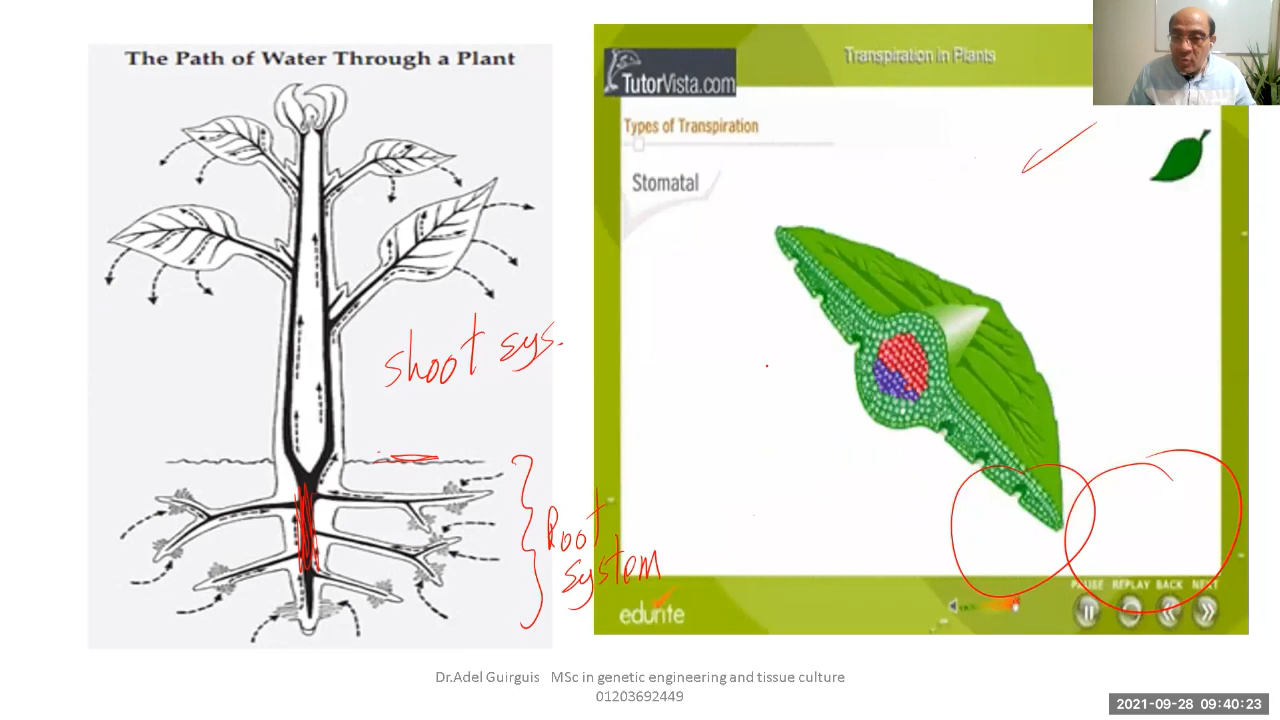 The Path of Water Through a Plant
shoot sys.
Root
system
TutorVista.com
Transpiration in Plants
Types of Transpiration
Stomatal
PAUSE REPLAY BACK NEXT
edurite
Dr.Adel Guirguis MSc in genetic engineering and tissue culture
01203692449
2021-09-28 09:40:23